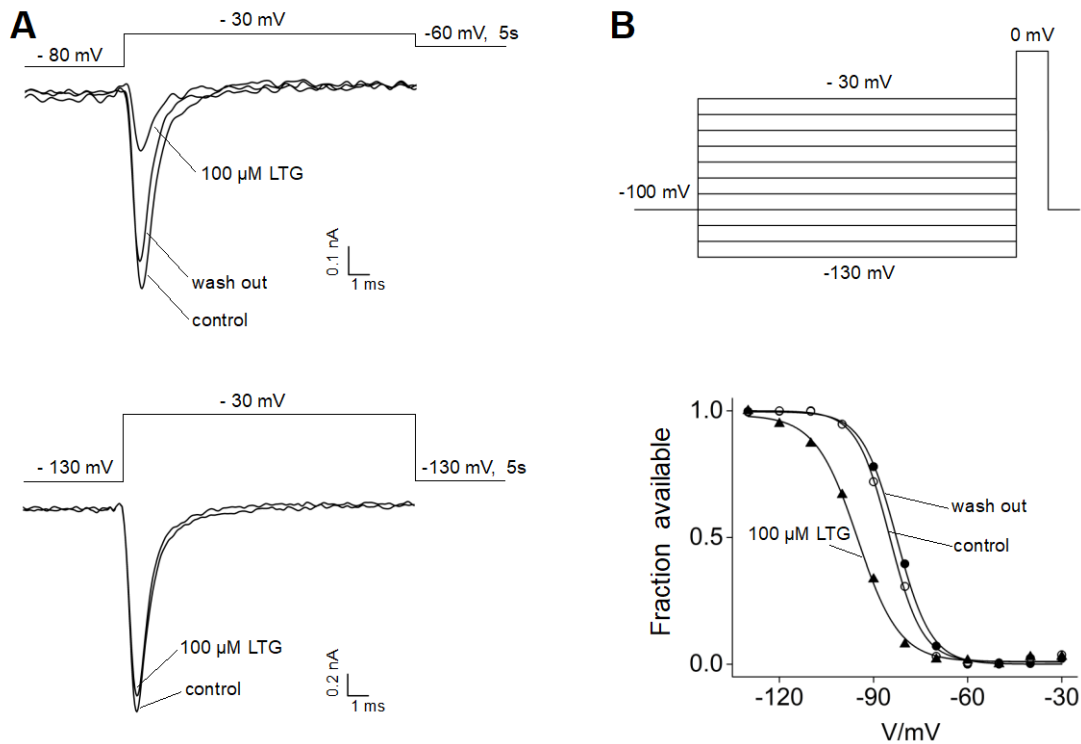 A
- 30 mV
-60 mV, 5s
- 80 mV
100 µM LTG
0.1 nA
1 ms
wash out
control
- 30 mV
- 130 mV
-130 mV, 5s
100 µM LTG
control
0.2 nA
1 ms
B
0 mV
- 30 mV
-100 mV
-130 mV
1.0
0.5
0.0
Fraction available
wash out
control
100 µM LTG
-120
-90
-60
-30
V/mV